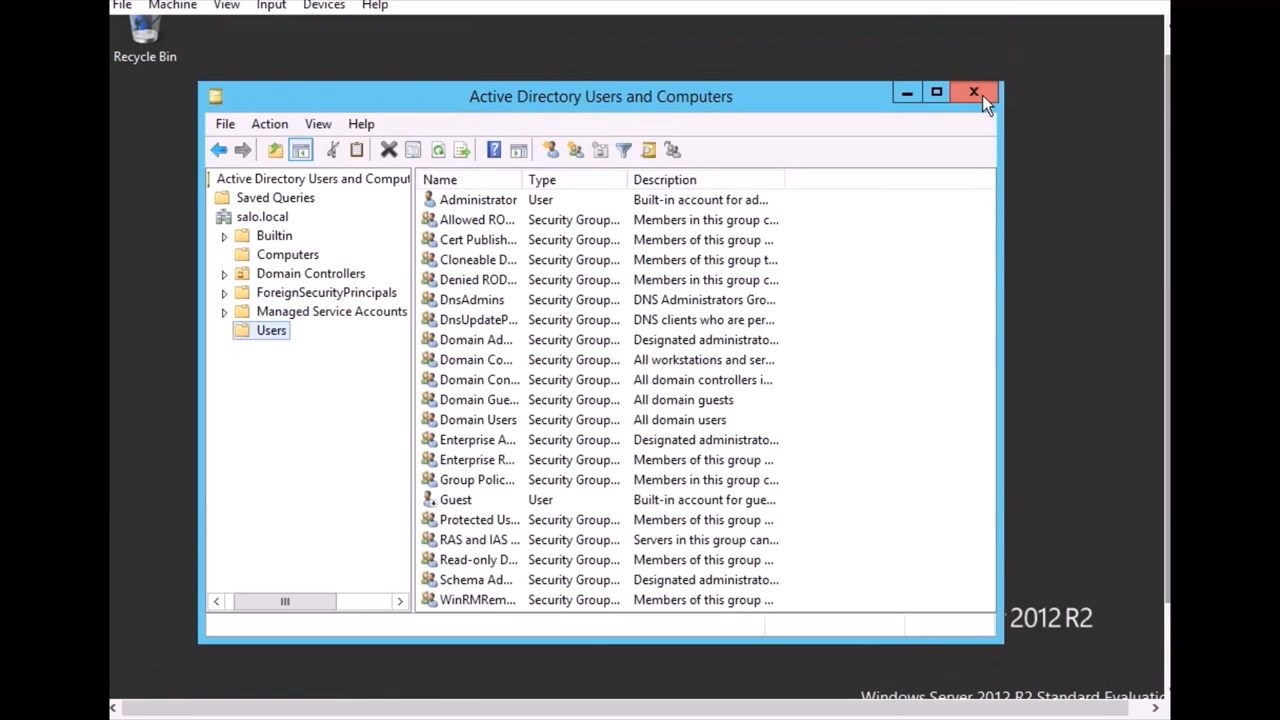 File Machine View Input Devices Help
Recycle Bin
Active Directory Users and Computers
X
File Action View Help
Active Directory Users and Comput
Saved Queries
salo.local
Builtin
Computers
Domain Controllers
ForeignSecurityPrincipals
Managed Service Accounts
Users
Name Type Description
Administrator User Built-in account for ad...
Allowed RO... Security Group... Members in this group c...
Cert Publish... Security Group... Members of this group ...
Cloneable D... Security Group... Members of this group t...
Denied ROD... Security Group... Members in this group c...
DnsAdmins Security Group... DNS Administrators Gro...
DnsUpdateP... Security Group... DNS clients who are per...
Domain Ad... Security Group... Designated administrato...
Domain Co... Security Group... All workstations and ser...
Domain Con... Security Group... All domain controllers i...
Domain Gue... Security Group... All domain guests
Domain Users Security Group... All domain users
Enterprise A... Security Group... Designated administrato...
Enterprise R... Security Group... Members of this group ...
Group Polic... Security Group... Members in this group c...
Guest User Built-in account for gue...
Protected Us... Security Group... Members of this group ...
RAS and IAS ... Security Group... Servers in this group can...
Read-only D... Security Group... Members of this group ...
Schema Ad... Security Group... Designated administrato...
WinRMRem... Security Group... Members of this group ...
2012 R2
Windows Server 2012 R2 Standard Evaluatio